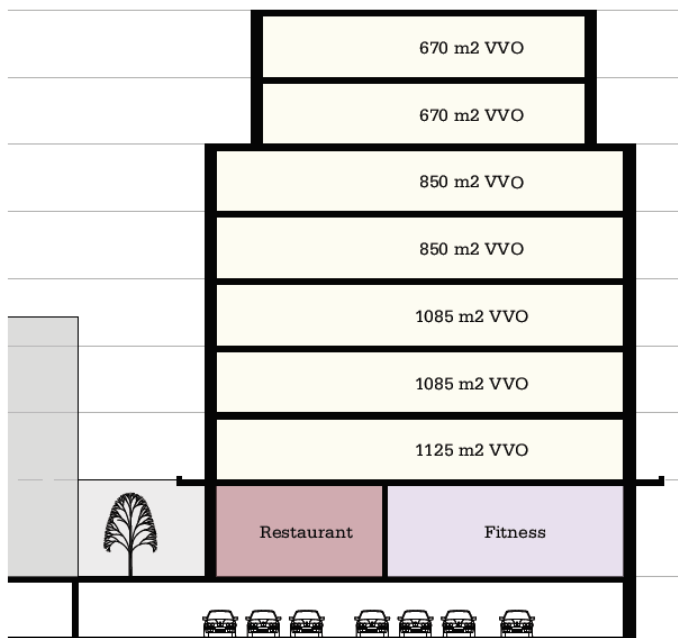 670 m2 VVO
670 m2 VVO
850 m2 VVO
850 m2 VVO
1085 m2 VVO
1085 m2 VVO
1125 m2 VVO
Restaurant
Fitness